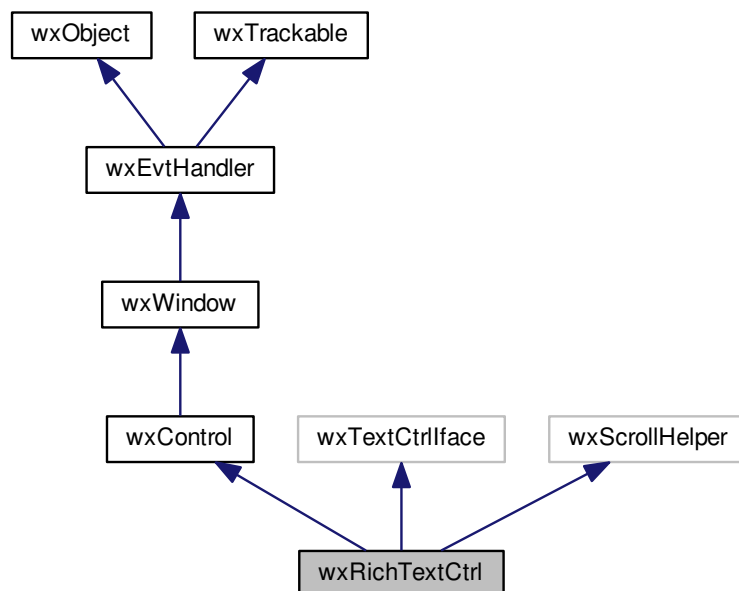 wxObject
wxTrackable
wxEvtHandler
wxWindow
wxControl
wxTextCtrlIface
wxScrollHelper
wxRichTextCtrl